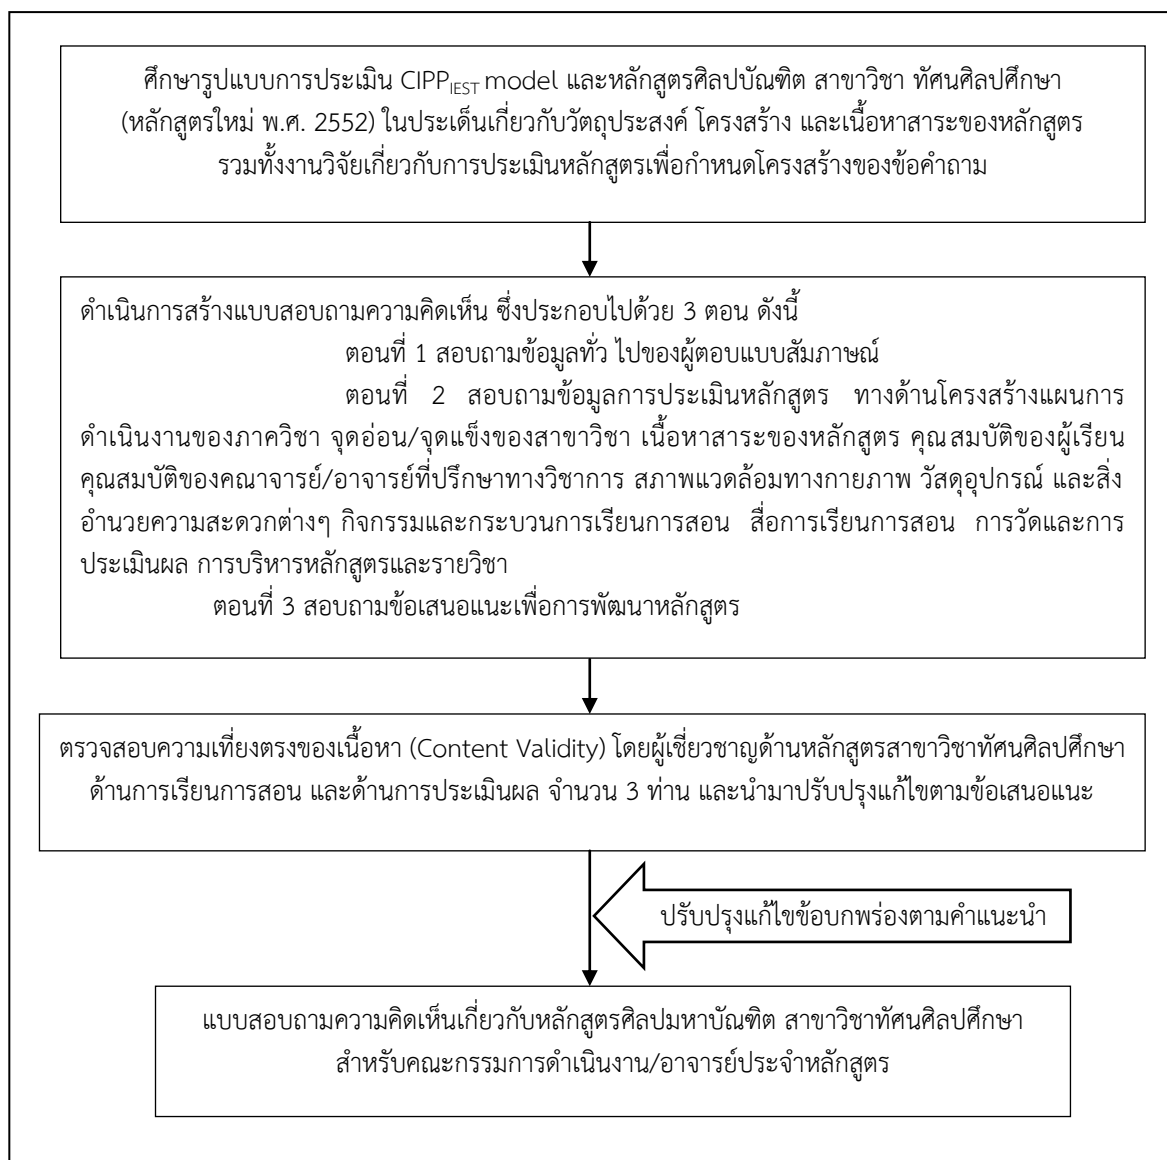 ศึกษารูปแบบการประเมิน CIPPIEST model และหลักสูตรศิลปบัณฑิต สาขาวิชา ทัศนศิลปศึกษา
(หลักสูตรใหม่ พ.ศ. 2552) ในประเด็นเกี่ยวกับวัตถุประสงค์ โครงสร้าง และเนื้อหาสาระของหลักสูตร
รวมทั้งงานวิจัยเกี่ยวกับการประเมินหลักสูตรเพื่อกำหนดโครงสร้างของข้อคำถาม
ดำเนินการสร้างแบบสอบถามความคิดเห็น ซึ่งประกอบไปด้วย 3 ตอน ดังนี้
ตอนที่ 1 สอบถามข้อมูลทั่ว ไปของผู้ตอบแบบสัมภาษณ์
ตอนที่ 2 สอบถามข้อมูลการประเมินหลักสูตร ทางด้านโครงสร้างแผนการ
ดำเนินงานของภาควิชา จุดอ่อน/จุดแข็งของสาขาวิชา เนื้อหาสาระของหลักสูตร คุณสมบัติของผู้เรียน
คุณสมบัติของคณาจารย์/อาจารย์ที่ปรึกษาทางวิชาการ สภาพแวดล้อมทางกายภาพ วัสดุอุปกรณ์ และสิ่ง
อำนวยความสะดวกต่างๆ กิจกรรมและกระบวนการเรียนการสอน สื่อการเรียนการสอน การวัดและการ
ประเมินผล การบริหารหลักสูตรและรายวิชา
ตอนที่ 3 สอบถามข้อเสนอแนะเพื่อการพัฒนาหลักสูตร
ตรวจสอบความเที่ยงตรงของเนื้อหา (Content Validity) โดยผู้เชี่ยวชาญด้านหลักสูตรสาขาวิชาทัศนศิลปศึกษา
ด้านการเรียนการสอน และด้านการประเมินผล จำนวน 3 ท่าน และนำมาปรับปรุงแก้ไขตามข้อเสนอแนะ
ปรับปรุงแก้ไขข้อบกพร่องตามคำแนะนำ
แบบสอบถามความคิดเห็นเกี่ยวกับหลักสูตรศิลปมหาบัณฑิต สาขาวิชาทัศนศิลปศึกษา
สำหรับคณะกรรมการดำเนินงาน/อาจารย์ประจำหลักสูตร